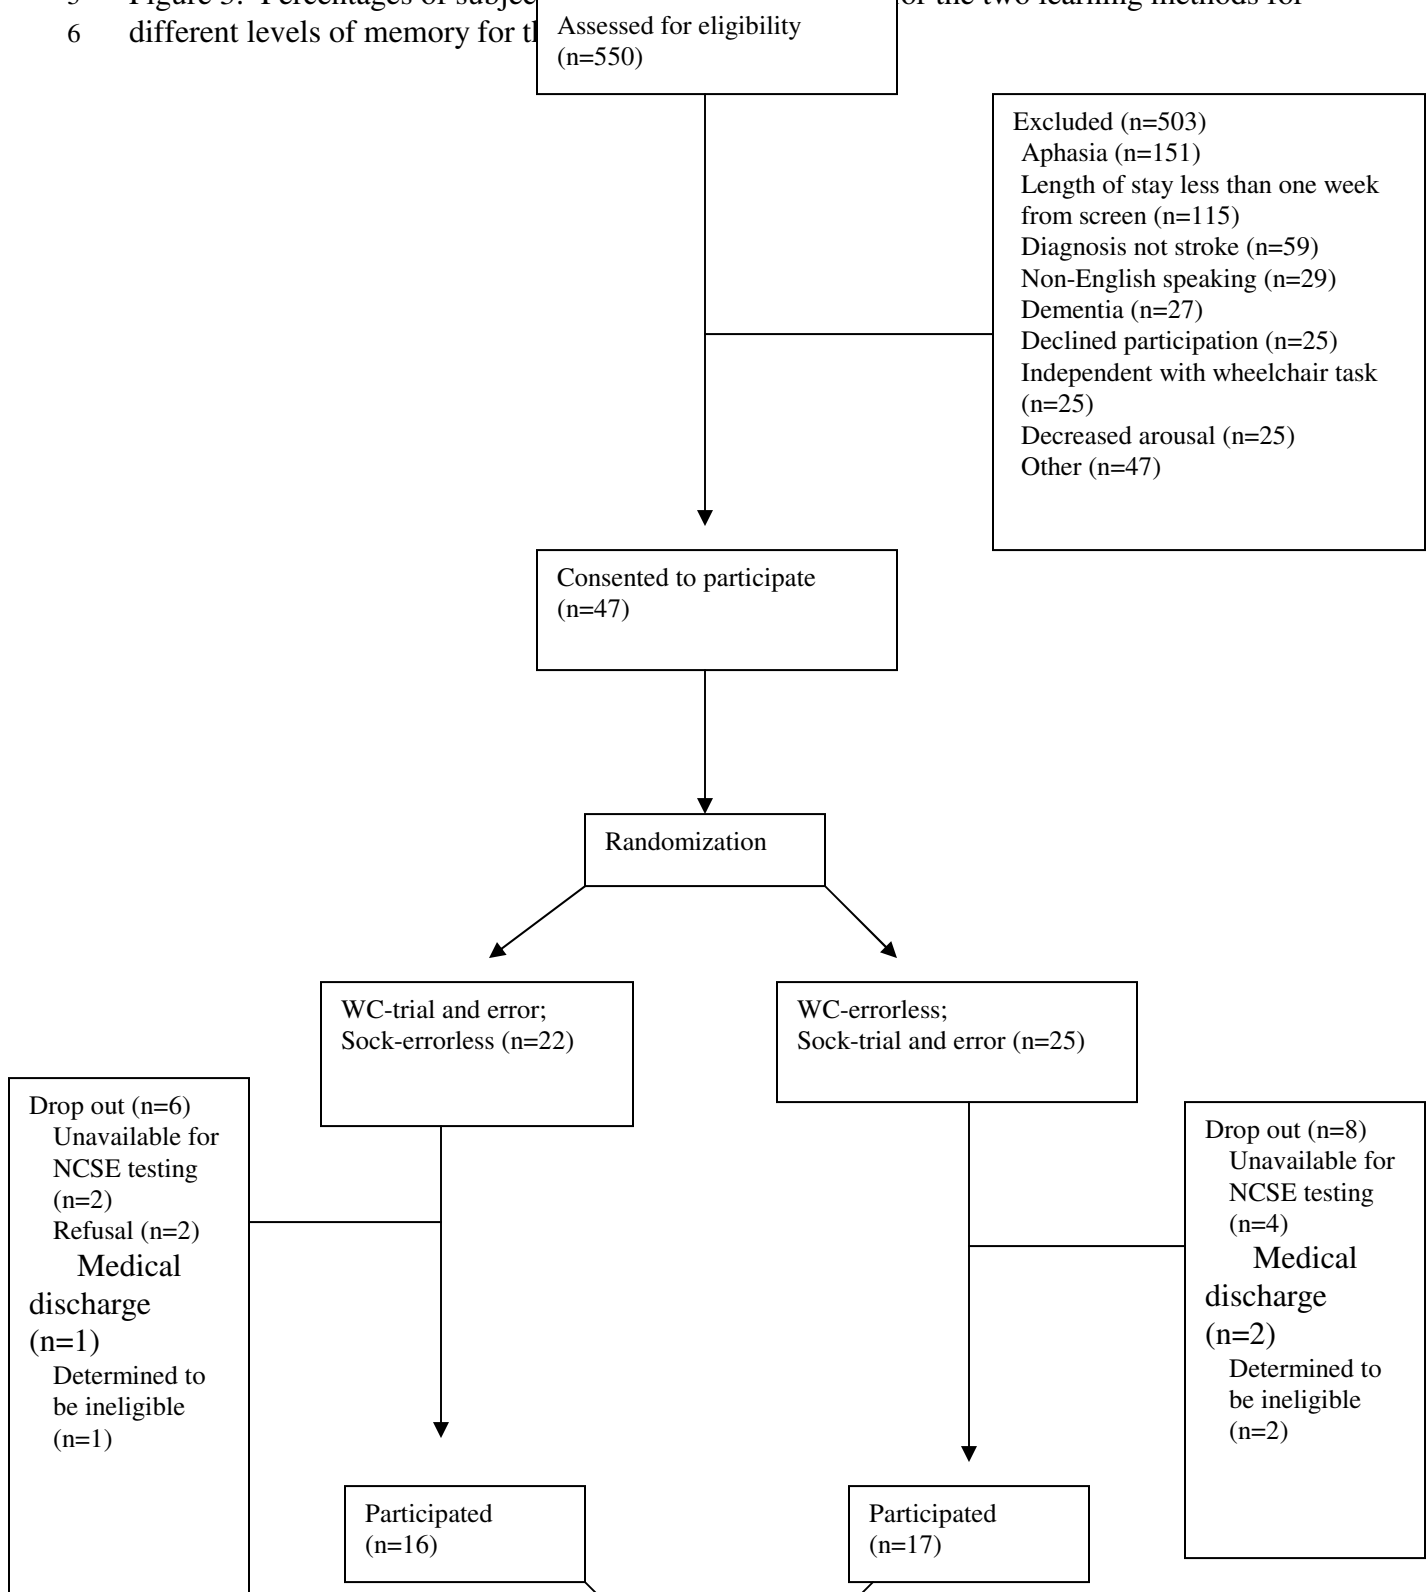 5 Figure 3. Percentages of for the two learning methods for
6 different levels of memory for
Assessed for eligibility
(n=550)
Excluded (n=503)
Aphasia (n=151)
Length of stay less than one week
from screen (n=115)
Diagnosis not stroke (n=59)
Non-English speaking (n=29)
Dementia (n=27)
Declined participation (n=25)
Independent with wheelchair task
(n=25)
Decreased arousal (n=25)
Other (n=47)
Consented to participate
(n=47)
Randomization
WC-trial and error;
Sock-errorless (n=22)
WC-errorless;
Sock-trial and error (n=25)
Drop out (n=6)
Unavailable for
NCSE testing
(n=2)
Refusal (n=2)
Medical
discharge
(n=1)
Determined to
be ineligible
(n=1)
Drop out (n=8)
Unavailable for
NCSE testing
(n=4)
Medical
discharge
(n=2)
Determined to
be ineligible
(n=2)
Participated
(n=16)
Participated
(n=17)